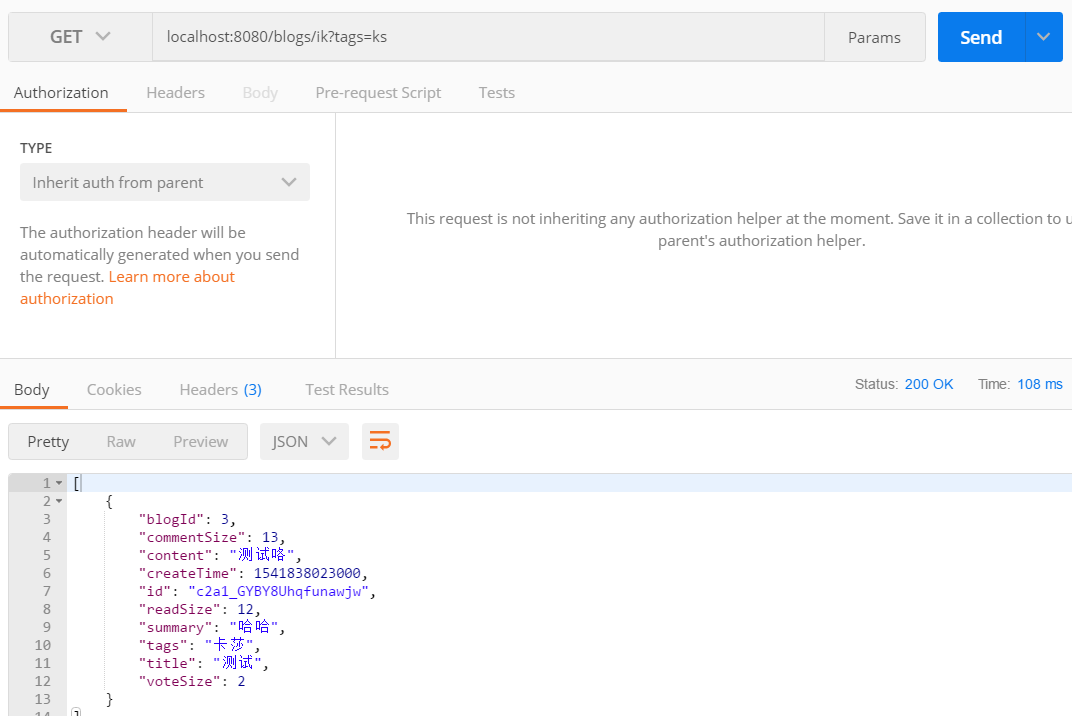 GET localhost:8080/blogs/ik?tags=ks Params Send
Authorization Headers Body Pre-request Script Tests
TYPE
Inherit auth from parent
The authorization header will be
automatically generated when you send
the request. Learn more about
authorization
This request is not inheriting any authorization helper at the moment. Save it in a collection to u
parent's authorization helper.
Body Cookies Headers (3) Test Results Status: 200 OK Time: 108 ms
Pretty Raw Preview JSON
1 [
2 {
3 "blogId": 3,
4 "commentSize": 13,
5 "content": "测试咯",
6 "createTime": 1541838023000,
7 "id": "c2a1_GYBY8Uhqfunawjw",
8 "readSize": 12,
9 "summary": "哈哈",
10 "tags": "卡莎",
11 "title": "测试",
12 "voteSize": 2
13 }
14 ]